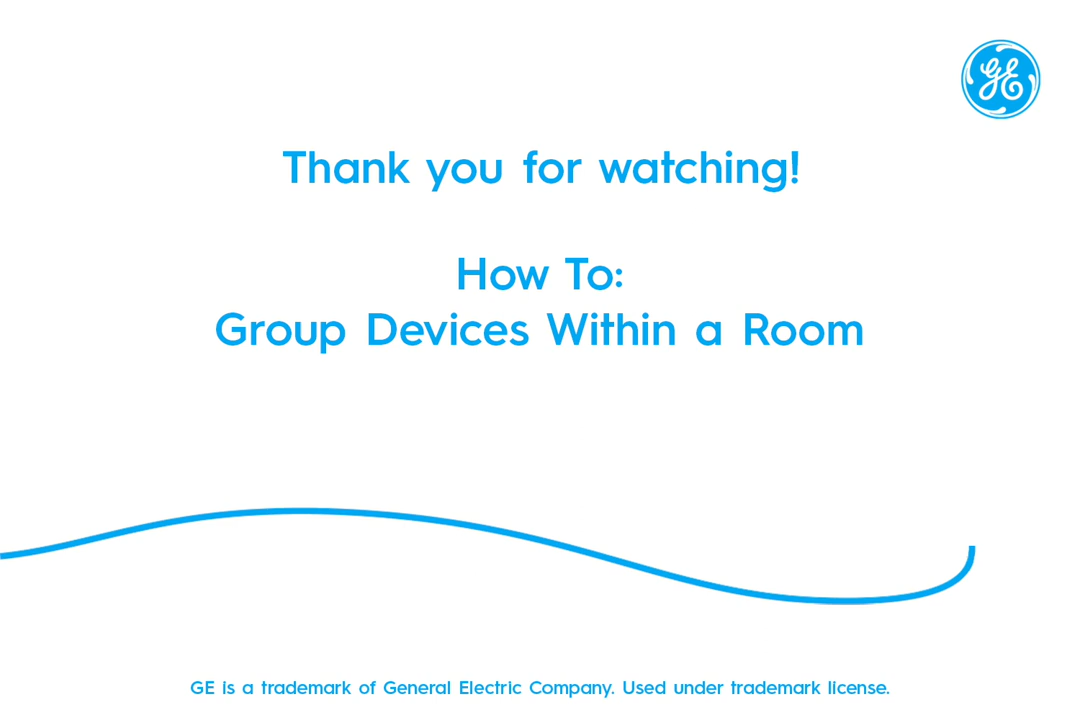 GE
Thank you for watching!
How To:
Group Devices Within a Room
GE is a trademark of General Electric Company. Used under trademark license.